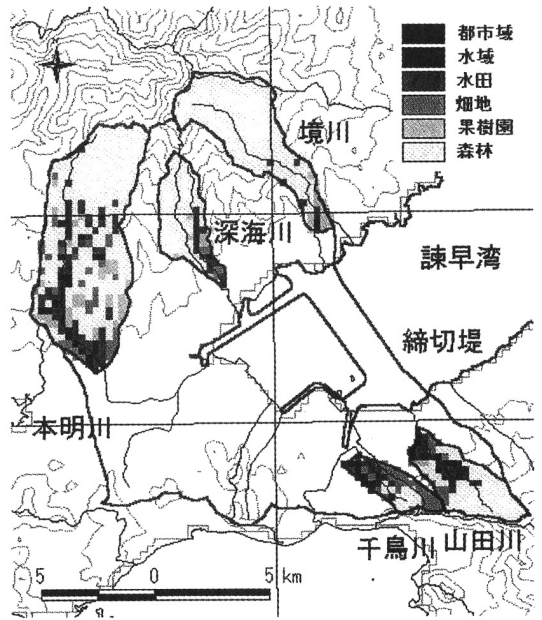 都市域
水域
水田
畑地
果樹園
森林
境川
深海川
諫早湾
締切堤
本明川
千鳥川
山田川
5 0 5 km